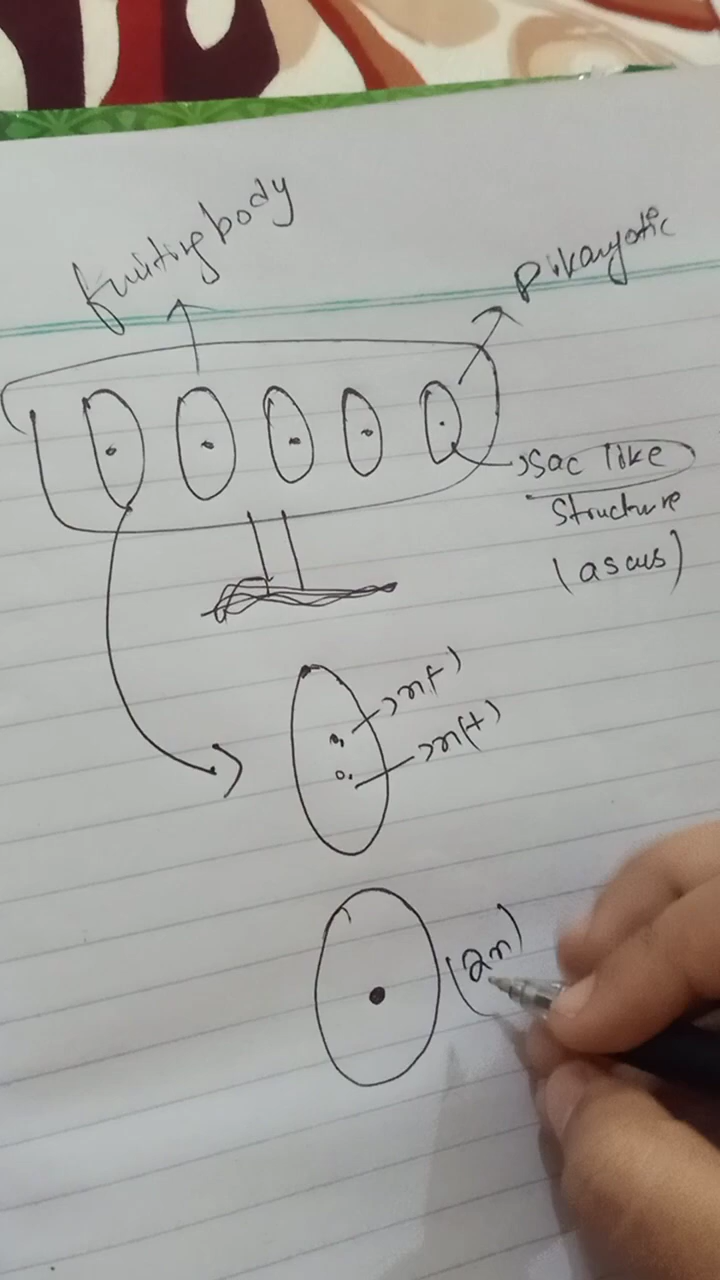 fruiting body
Dikaryotic
sac like
structure
(ascus)
n(+)
n(+)
(2n)